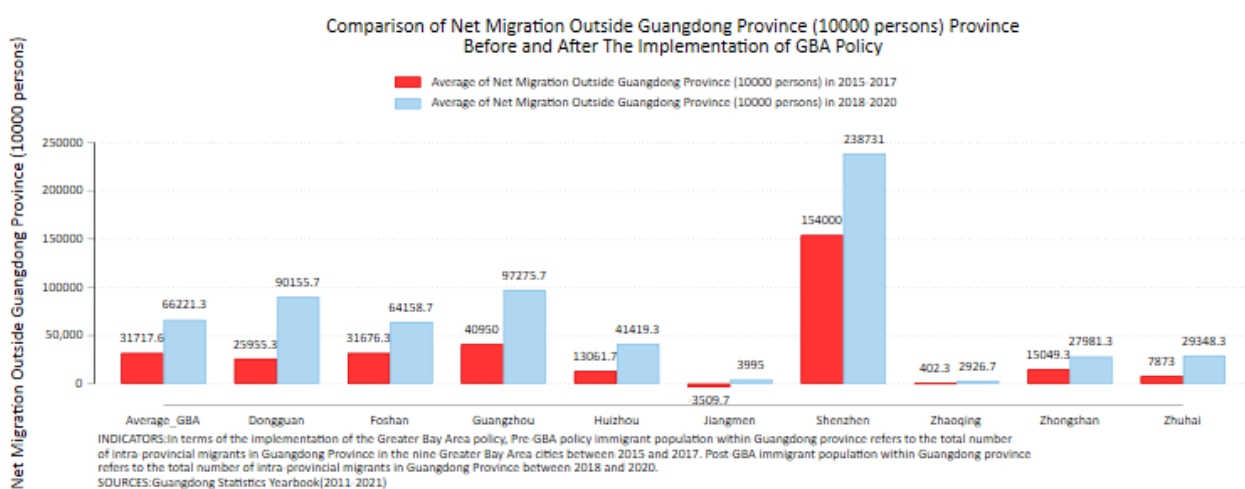 Comparison of Net Migration Outside Guangdong Province (10000 persons) Province
Before and After The Implementation of GBA Policy
Average of Net Migration Outside Guangdong Province (10000 persons) in 2015-2017
Average of Net Migration Outside Guangdong Province (10000 persons) in 2018-2020
Net Migration Outside Guangdong Province (10000 persons)
250000
200000
150000
100000
50,000
0
31717.6
66221.3
25955.3
90155.7
31676.3
64158.7
40950
97275.7
13061.7
41419.3
-3509.7
3995
154000
238731
402.3
2926.7
15049.3
27981.3
7873
29348.3
Average_GBA
Dongguan
Foshan
Guangzhou
Huizhou
Jiangmen
Shenzhen
Zhaoqing
Zhongshan
Zhuhai
INDICATORS:In terms of the implementation of the Greater Bay Area policy, Pre-GBA policy immigrant population within Guangdong province refers to the total number
of intra-provincial migrants in Guangdong Province in the nine Greater Bay Area cities between 2015 and 2017. Post GBA immigrant population within Guangdong province
refers to the total number of intra-provincial migrants in Guangdong Province between 2018 and 2020.
SOURCES:Guangdong Statistics Yearbook(2011-2021)